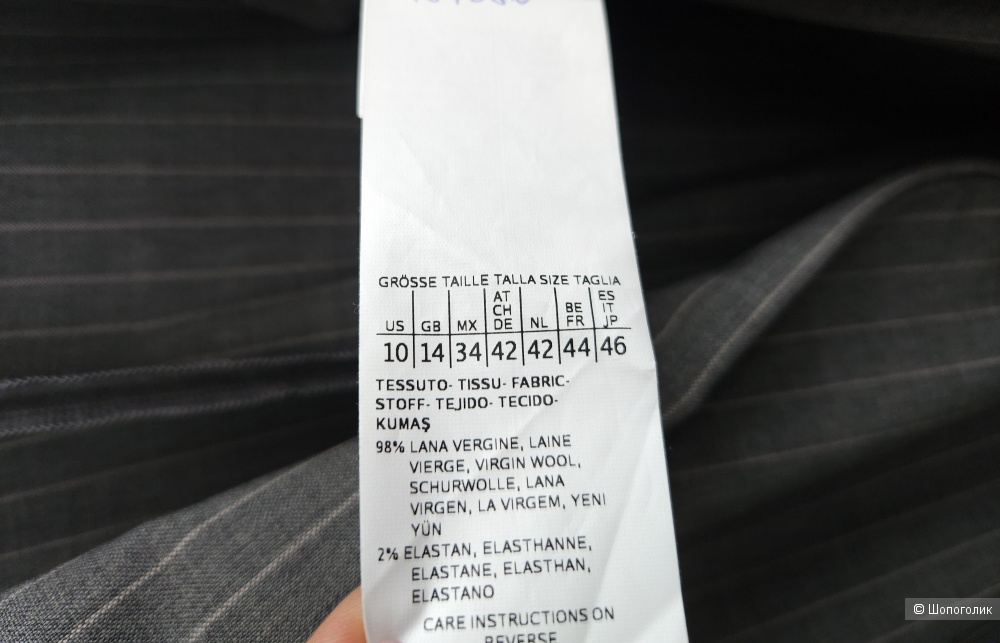 GRÖSSE TAILLE TALLA SIZE TAGLIA
US GB MX AT CH DE NL BE FR ES IT JP
10 14 34 42 42 44 46
TESSUTO- TISSU- FABRIC-
STOFF- TEJIDO- TECIDO-
KUMAŞ
98% LANA VERGINE, LAINE
VIERGE, VIRGIN WOOL,
SCHURWOLLE, LANA
VIRGEN, LA VIRGEM, YENI
YÜN
2% ELASTAN, ELASTHANNE,
ELASTANE, ELASTHAN,
ELASTANO
CARE INSTRUCTIONS ON
REVERSE
© Шопоголик